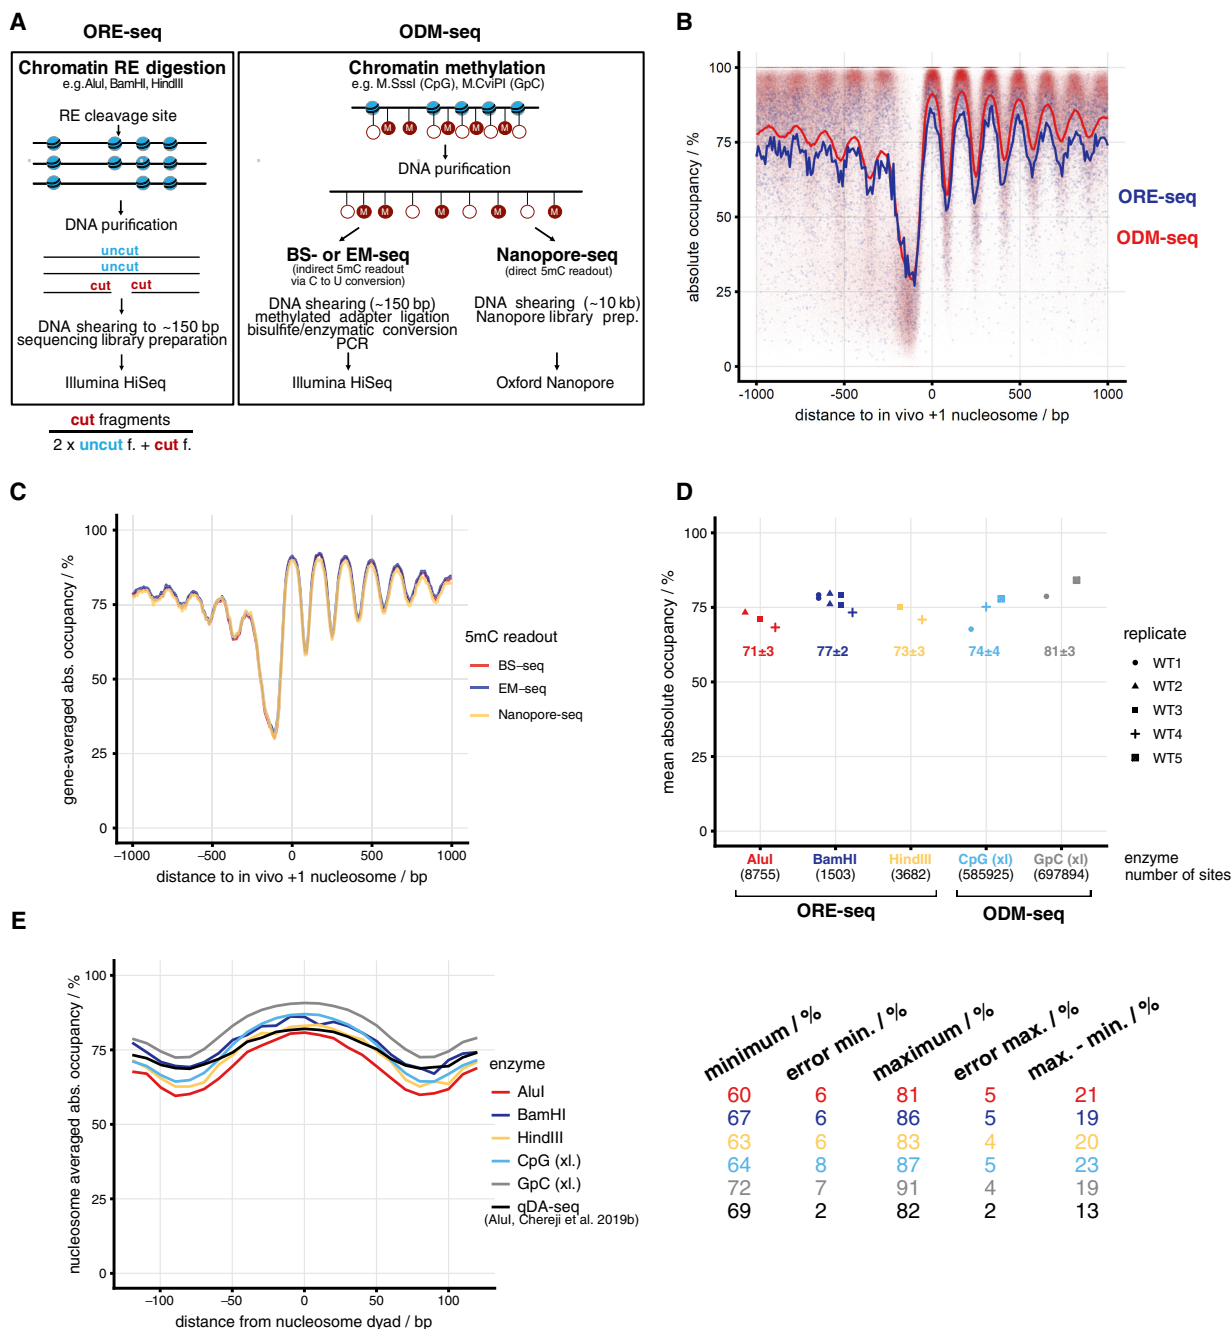 A
ORE-seq
ODM-seq
Chromatin RE digestion
e.g.AluI, BamHI, HindIII
RE cleavage site
DNA purification
uncut
uncut
cut cut
DNA shearing to ~150 bp
sequencing library preparation
Illumina HiSeq
cut fragments
2 x uncut f. + cut f.
Chromatin methylation
e.g. M.SssI (CpG), M.CviPI (GpC)
M M M M M
DNA purification
M M M M M
BS- or EM-seq
(indirect 5mC readout
via C to U conversion)
DNA shearing (~150 bp)
methylated adapter ligation
bisulfite/enzymatic conversion
PCR
Illumina HiSeq
Nanopore-seq
(direct 5mC readout)
DNA shearing (~10 kb)
Nanopore library prep.
Oxford Nanopore
B
absolute occupancy / %
100
75
50
25
0
-1000 -500 0 500 1000
distance to in vivo +1 nucleosome / bp
ORE-seq
ODM-seq
C
gene-averaged abs. occupancy / %
100
75
50
25
0
−1000 −500 0 500 1000
distance to in vivo +1 nucleosome / bp
5mC readout
BS−seq
EM−seq
Nanopore-seq
D
mean absolute occupancy / %
100
75
50
25
0
71±3 77±2 73±3 74±4 81±3
AluI BamHI HindIII CpG (xl) GpC (xl) enzyme
(8755) (1503) (3682) (585925) (697894) number of sites
ORE-seq ODM-seq
replicate
WT1
WT2
WT3
WT4
WT5
E
nucleosome averaged abs. occupancy / %
100
75
50
25
0
−100 −50 0 50 100
distance from nucleosome dyad / bp
enzyme
AluI
BamHI
HindIII
CpG (xl.)
GpC (xl.)
qDA-seq
(AluI, Chereji et al. 2019b)
minimum / % error min. / % maximum / % error max. / % max. - min. / %
60 6 81 5 21
67 6 86 5 19
63 6 83 4 20
64 8 87 5 23
72 7 91 4 19
69 2 82 2 13